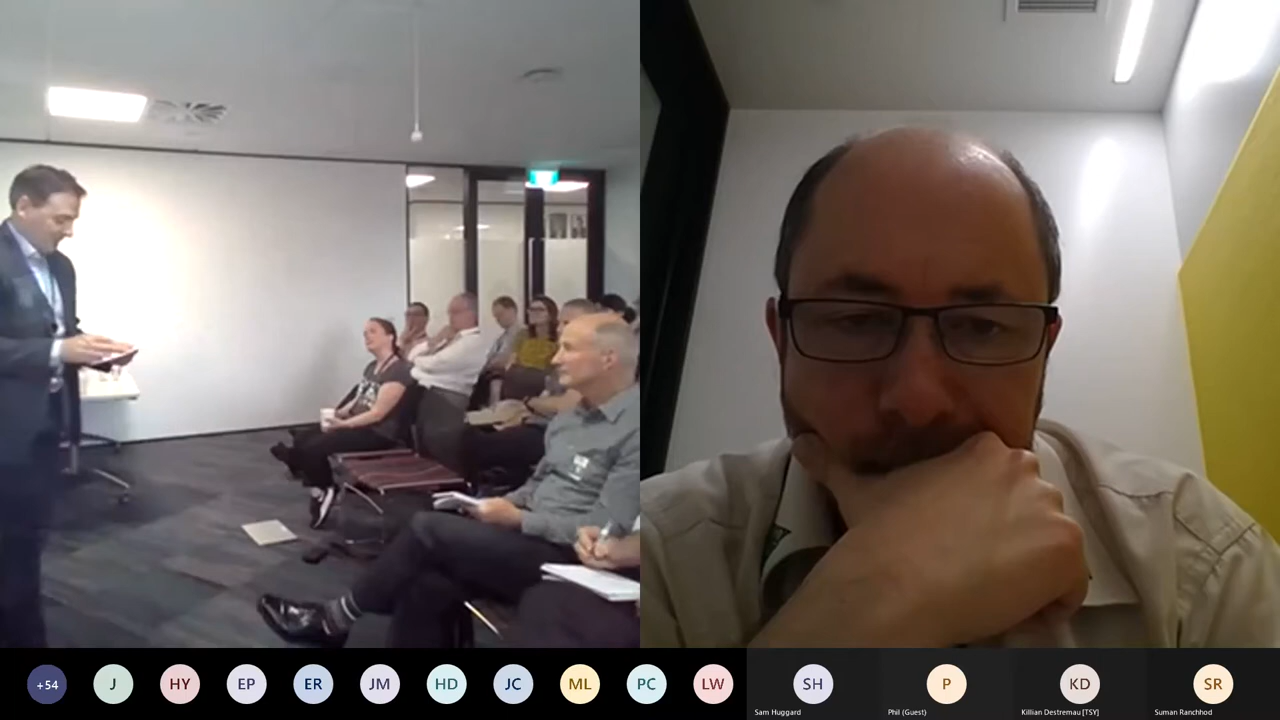 +54
J
HY
EP
ER
JM
HD
JC
ML
PC
LW
SH
P
KD
SR
Sam Huggard
Phil (Guest)
Killian Destremau [TSY]
Suman Ranchhod